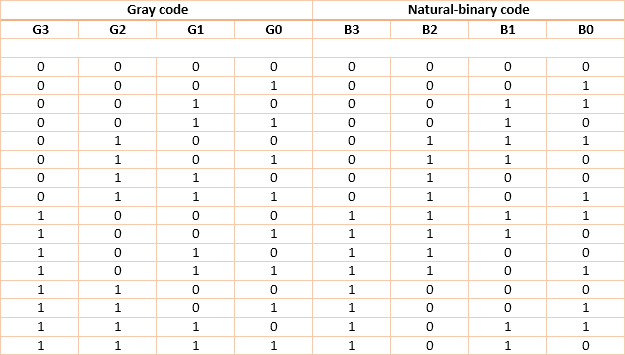 Gray code Natural-binary code
G3 G2 G1 G0 B3 B2 B1 B0
0 0 0 0 0 0 0 0
0 0 0 1 0 0 0 1
0 0 1 0 0 0 1 1
0 0 1 1 0 0 1 0
0 1 0 0 0 1 1 1
0 1 0 1 0 1 1 0
0 1 1 0 0 1 0 0
0 1 1 1 0 1 0 1
1 0 0 0 1 1 1 1
1 0 0 1 1 1 1 0
1 0 1 0 1 1 0 0
1 0 1 1 1 1 0 1
1 1 0 0 1 0 0 0
1 1 0 1 1 0 0 1
1 1 1 0 1 0 1 1
1 1 1 1 1 0 1 0